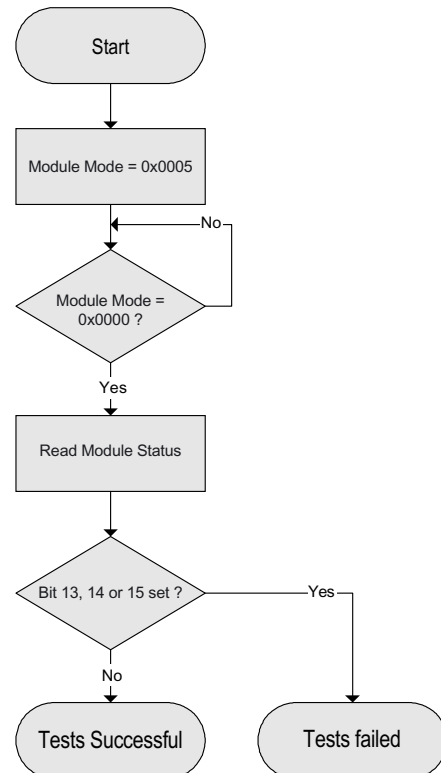 Start
Module Mode = 0x0005
No
Module Mode =
0x0000 ?
Yes
Read Module Status
Bit 13, 14 or 15 set ?
Yes
No
Tests Successful
Tests failed